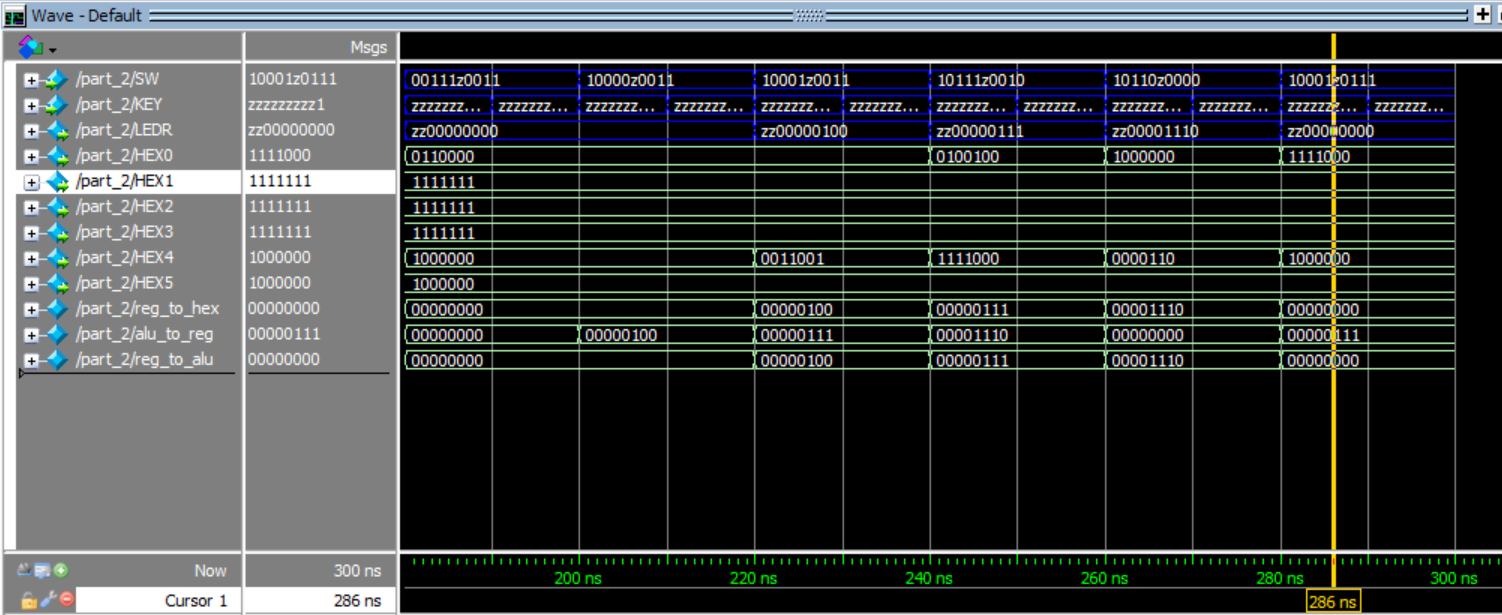 Wave - Default
Msgs
/part_2/SW 10001z0111 00111z0011 10000z0011 10001z0011 10111z0010 10110z0000 10001z0111
/part_2/KEY zzzzzzzzz1 zzzzzzz... zzzzzzz... zzzzzzz... zzzzzzz... zzzzzzz... zzzzzzz... zzzzzzz... zzzzzzz... zzzzzzz... zzzzzzz... zzzzzzz... zzzzzzz...
/part_2/LEDR zz00000000 zz00000000 zz00000100 zz00000111 zz00001110 zz00000000
/part_2/HEX0 1111000 0110000 0100100 1000000 1111000
/part_2/HEX1 1111111 1111111
/part_2/HEX2 1111111 1111111
/part_2/HEX3 1111111 1111111
/part_2/HEX4 1000000 1000000 0011001 1111000 0000110 1000000
/part_2/HEX5 1000000 1000000
/part_2/reg_to_hex 00000000 00000000 00000100 00000111 00001110 00000000
/part_2/alu_to_reg 00000111 00000000 00000100 00000111 00001110 00000000 00000111
/part_2/reg_to_alu 00000000 00000000 00000100 00000111 00001110 00000000
Now 300 ns 200 ns 220 ns 240 ns 260 ns 280 ns 300 ns
Cursor 1 286 ns 286 ns